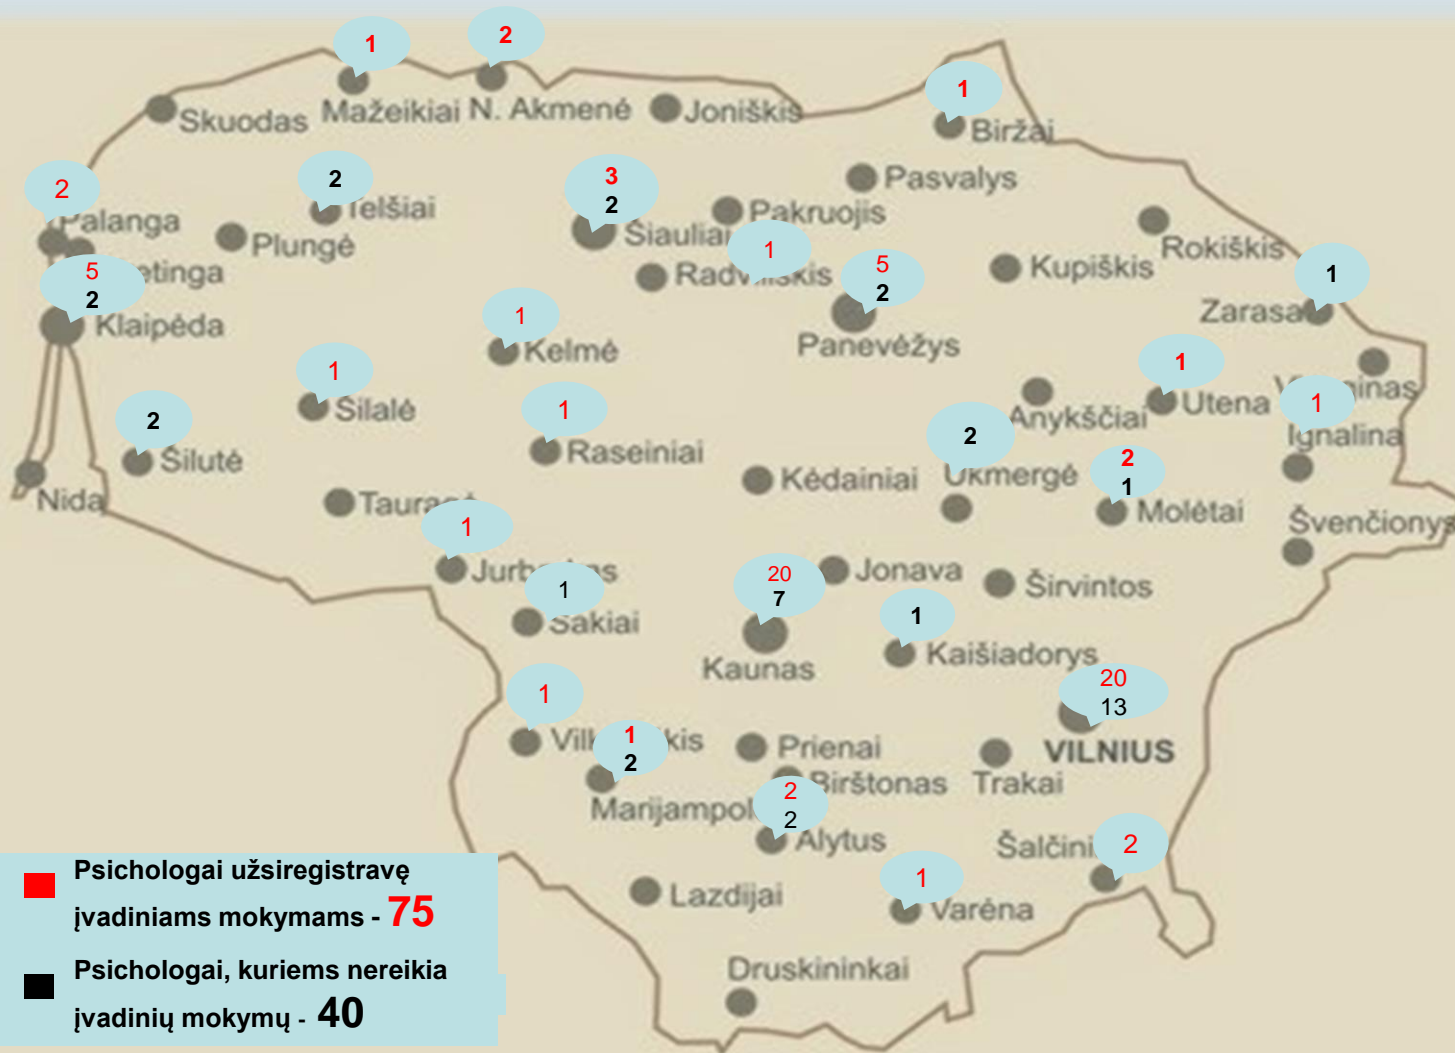 1
2
1
Skuodas
Mažeikiai
N. Akmenė
Joniškis
Biržai
2
2
3
2
Pasvalys
Palanga
Telšiai
Plungė
Šiauliai
Pakruojis
Rokiškis
1
5
2
Klaipėda
5
2
Panevėžys
Kupiškis
1
Zarasai
1
Kelmė
1
Šilalė
1
Raseiniai
2
Šilutė
Nida
Kėdainiai
2
Ukmergė
Anykščiai
1
Utena
1
Ignalina
2
1
Molėtai
Švenčionys
1
1
Šakiai
20
7
Kaunas
Jonava
Širvintos
1
Kaišiadorys
20
13
VILNIUS
Trakai
1
1
2
Prienai
Birštonas
2
2
Alytus
2
1
Varėna
Lazdijai
Druskininkai
Psichologai užsiregistravę
įvadiniams mokymams - 75
Psichologai, kuriems nereikia
įvadinių mokymų - 40